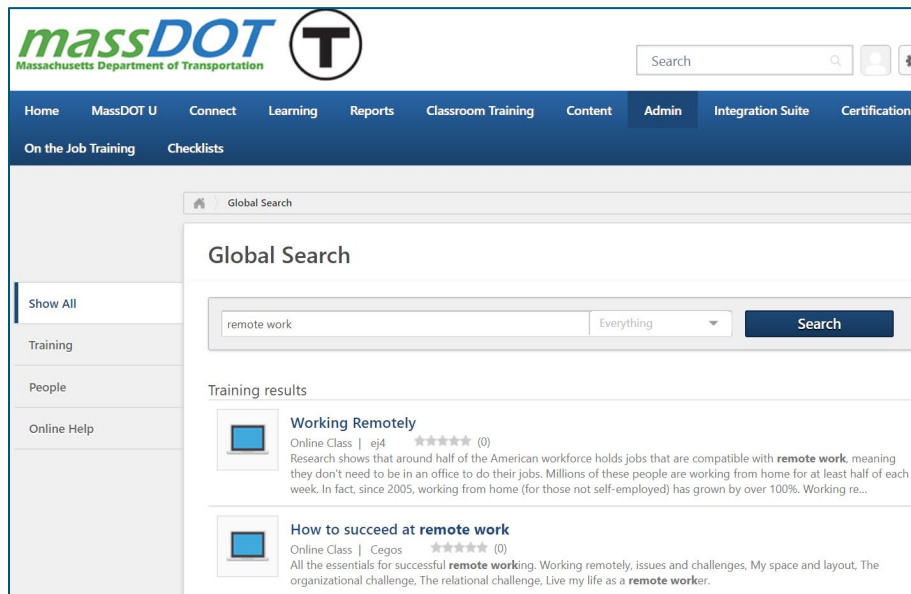 massDOT
Massachusetts Department of Transportation
T
Search
Home MassDOT U Connect Learning Reports Classroom Training Content Admin Integration Suite Certification
On the Job Training Checklists
Global Search
Global Search
Show All
Training
People
Online Help
remote work Everything Search
Training results
Working Remotely
Online Class | ej4 (0)
Research shows that around half of the American workforce holds jobs that are compatible with remote work, meaning
they don't need to be in an office to do their jobs. Millions of these people are working from home for at least half of each
week. In fact, since 2005, working from home (for those not self-employed) has grown by over 100%. Working re...
How to succeed at remote work
Online Class | Cegos (0)
All the essentials for successful remote working. Working remotely, issues and challenges, My space and layout, The
organizational challenge, The relational challenge, Live my life as a remote worker.